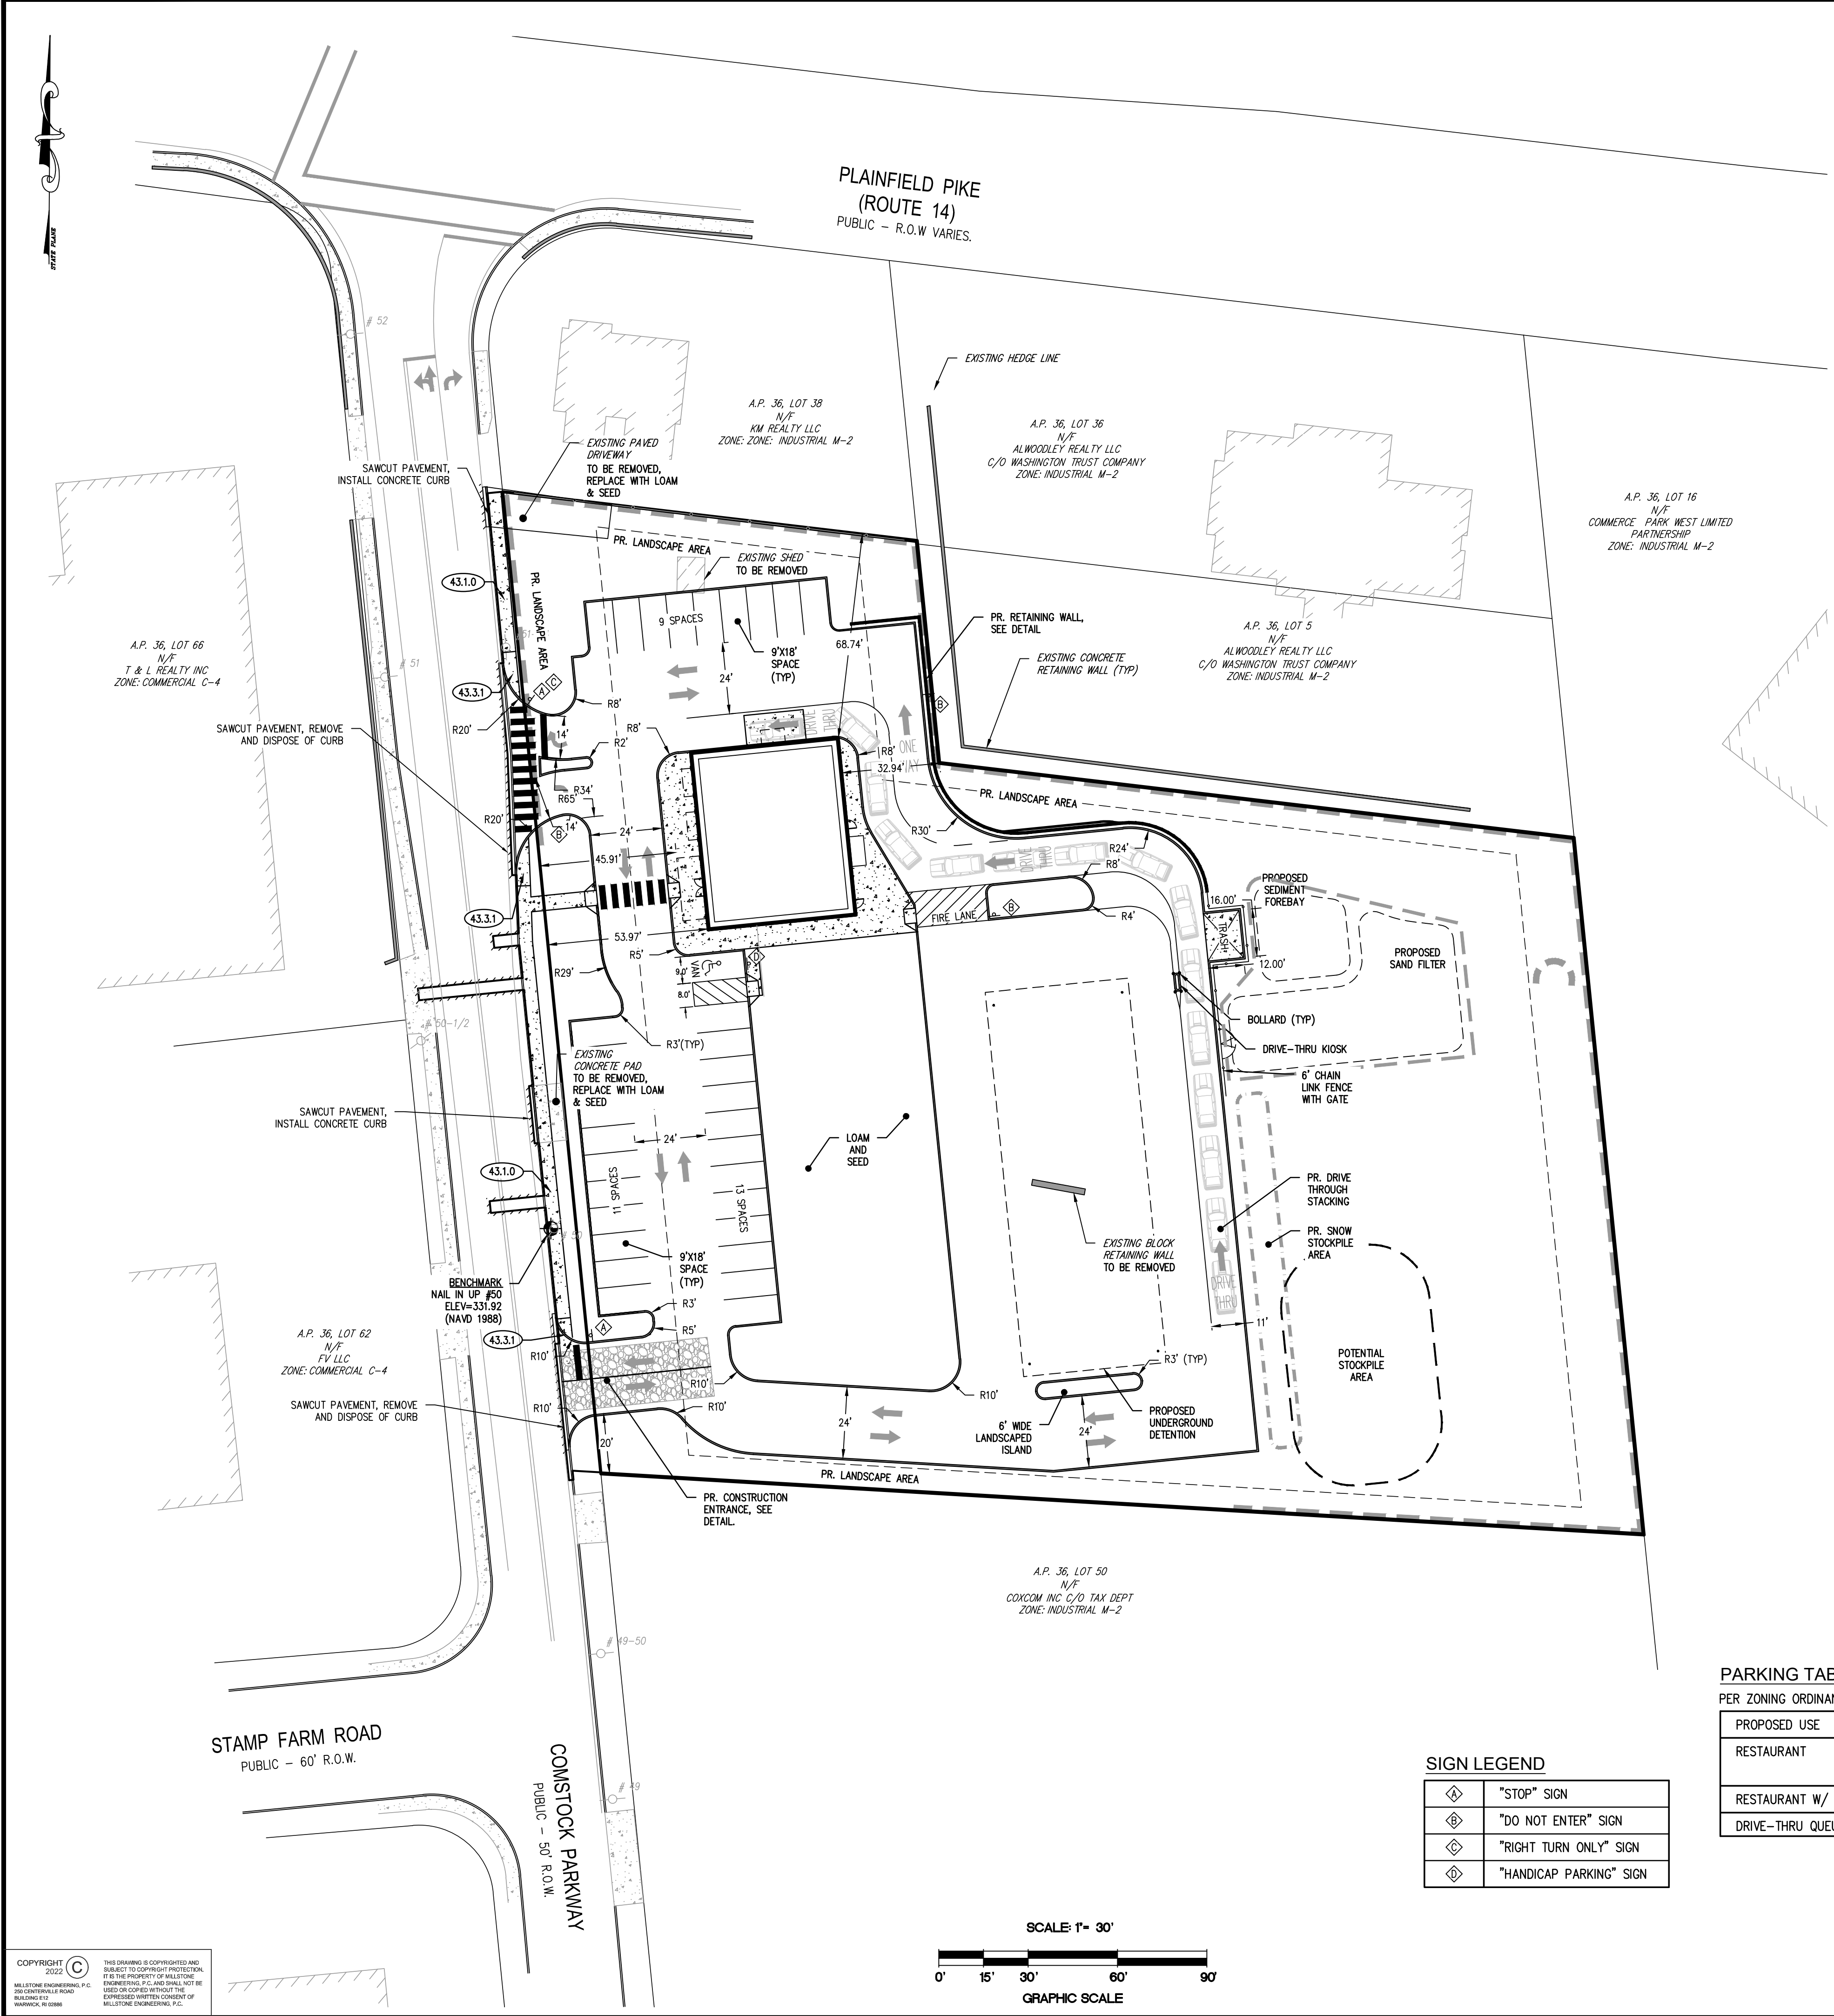 STATE PLANE
PLAINFIELD PIKE
(ROUTE 14)
PUBLIC – R.O.W VARIES.
# 52
EXISTING HEDGE LINE
A.P. 36, LOT 38
N/F
KM REALTY LLC
ZONE: ZONE: INDUSTRIAL M-2
A.P. 36, LOT 36
N/F
ALWOODLEY REALTY LLC
C/O WASHINGTON TRUST COMPANY
ZONE: INDUSTRIAL M-2
EXISTING PAVED
DRIVEWAY
TO BE REMOVED,
REPLACE WITH LOAM
& SEED
SAWCUT PAVEMENT,
INSTALL CONCRETE CURB
A.P. 36, LOT 16
N/F
COMMERCE PARK WEST LIMITED
PARTNERSHIP
ZONE: INDUSTRIAL M-2
PR. LANDSCAPE AREA
EXISTING SHED
TO BE REMOVED
43.1.0
PR. LANDSCAPE AREA
9 SPACES
PR. RETAINING WALL,
SEE DETAIL
68.74'
A.P. 36, LOT 5
N/F
ALWOODLEY REALTY LLC
C/O WASHINGTON TRUST COMPANY
ZONE: INDUSTRIAL M-2
A.P. 36, LOT 66
N/F
T & L REALTY INC
ZONE: COMMERCIAL C-4
# 51
9'X18'
SPACE
(TYP)
24'
EXISTING CONCRETE
RETAINING WALL (TYP)
43.3.1
A
C
B
R8'
SAWCUT PAVEMENT, REMOVE
AND DISPOSE OF CURB
R20'
14'
R8'
R2'
DRIVE
THRU
R8'
ONE
WAY
32.94'
PR. LANDSCAPE AREA
R34'
R65'
R20'
14'
B
24'
R30'
45.91'
DRIVE
THRU
R24'
R8'
PROPOSED
SEDIMENT
FOREBAY
16.00'
43.3.1
FIRE LANE
B
R4'
TRASH
53.97'
R5'
D
VAN
9.0'
8.0'
R29'
12.00'
PROPOSED
SAND FILTER
# 50-1/2
R3'(TYP)
BOLLARD (TYP)
DRIVE-THRU KIOSK
EXISTING
CONCRETE PAD
TO BE REMOVED,
REPLACE WITH LOAM
& SEED
6' CHAIN
LINK FENCE
WITH GATE
SAWCUT PAVEMENT,
INSTALL CONCRETE CURB
24'
LOAM
AND
SEED
43.1.0
11 SPACES
13 SPACES
PR. DRIVE
THROUGH
STACKING
# 50
PR. SNOW
STOCKPILE
AREA
EXISTING BLOCK
RETAINING WALL
TO BE REMOVED
9'X18'
SPACE
(TYP)
BENCHMARK
NAIL IN UP #50
ELEV=331.92
(NAVD 1988)
DRIVE
THRU
R3'
11'
A.P. 36, LOT 62
N/F
FV LLC
ZONE: COMMERCIAL C-4
43.3.1
A
R5'
R10'
POTENTIAL
STOCKPILE
AREA
R3' (TYP)
R10'
R10'
SAWCUT PAVEMENT, REMOVE
AND DISPOSE OF CURB
R10'
R10'
20'
24'
6' WIDE
LANDSCAPED
ISLAND
24'
PROPOSED
UNDERGROUND
DETENTION
PR. LANDSCAPE AREA
PR. CONSTRUCTION
ENTRANCE, SEE
DETAIL.
A.P. 36, LOT 50
N/F
COXCOM INC C/O TAX DEPT
ZONE: INDUSTRIAL M-2
# 49-50
STAMP FARM ROAD
PUBLIC – 60' R.O.W.
COMSTOCK PARKWAY
PUBLIC – 50' R.O.W.
# 49
SIGN LEGEND
A "STOP" SIGN
B "DO NOT ENTER" SIGN
C "RIGHT TURN ONLY" SIGN
D "HANDICAP PARKING" SIGN
PARKING TAB
PER ZONING ORDINAN
PROPOSED USE
RESTAURANT
RESTAURANT W/
DRIVE-THRU QUEU
SCALE: 1"= 30'
0' 15' 30' 60' 90'
GRAPHIC SCALE
COPYRIGHT C
2022
MILLSTONE ENGINEERING, P.C.
250 CENTERVILLE ROAD
BUILDING E12
WARWICK, RI 02886
THIS DRAWING IS COPYRIGHTED AND
SUBJECT TO COPYRIGHT PROTECTION.
IT IS THE PROPERTY OF MILLSTONE
ENGINEERING, P.C. AND SHALL NOT BE
USED OR COPIED WITHOUT THE
EXPRESSED WRITTEN CONSENT OF
MILLSTONE ENGINEERING, P.C.